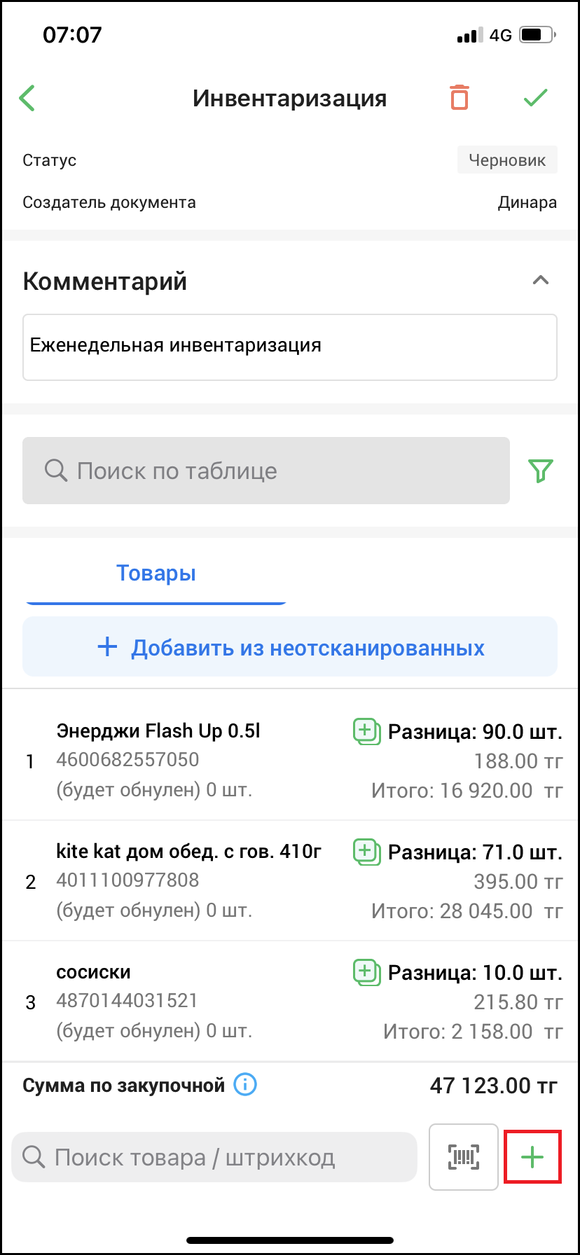 07:07 4G
Инвентаризация
Статус Черновик
Создатель документа Динара
Комментарий
Еженедельная инвентаризация
Поиск по таблице
Товары
+ Добавить из неотсканированных
Энерджи Flash Up 0.5l Разница: 90.0 шт.
1 4600682557050 188.00 тг
(будет обнулен) 0 шт. Итого: 16 920.00 тг
kite kat дом обед. с гов. 410г Разница: 71.0 шт.
2 4011100977808 395.00 тг
(будет обнулен) 0 шт. Итого: 28 045.00 тг
сосиски Разница: 10.0 шт.
3 4870144031521 215.80 тг
(будет обнулен) 0 шт. Итого: 2 158.00 тг
Сумма по закупочной 47 123.00 тг
Поиск товара / штрихкод